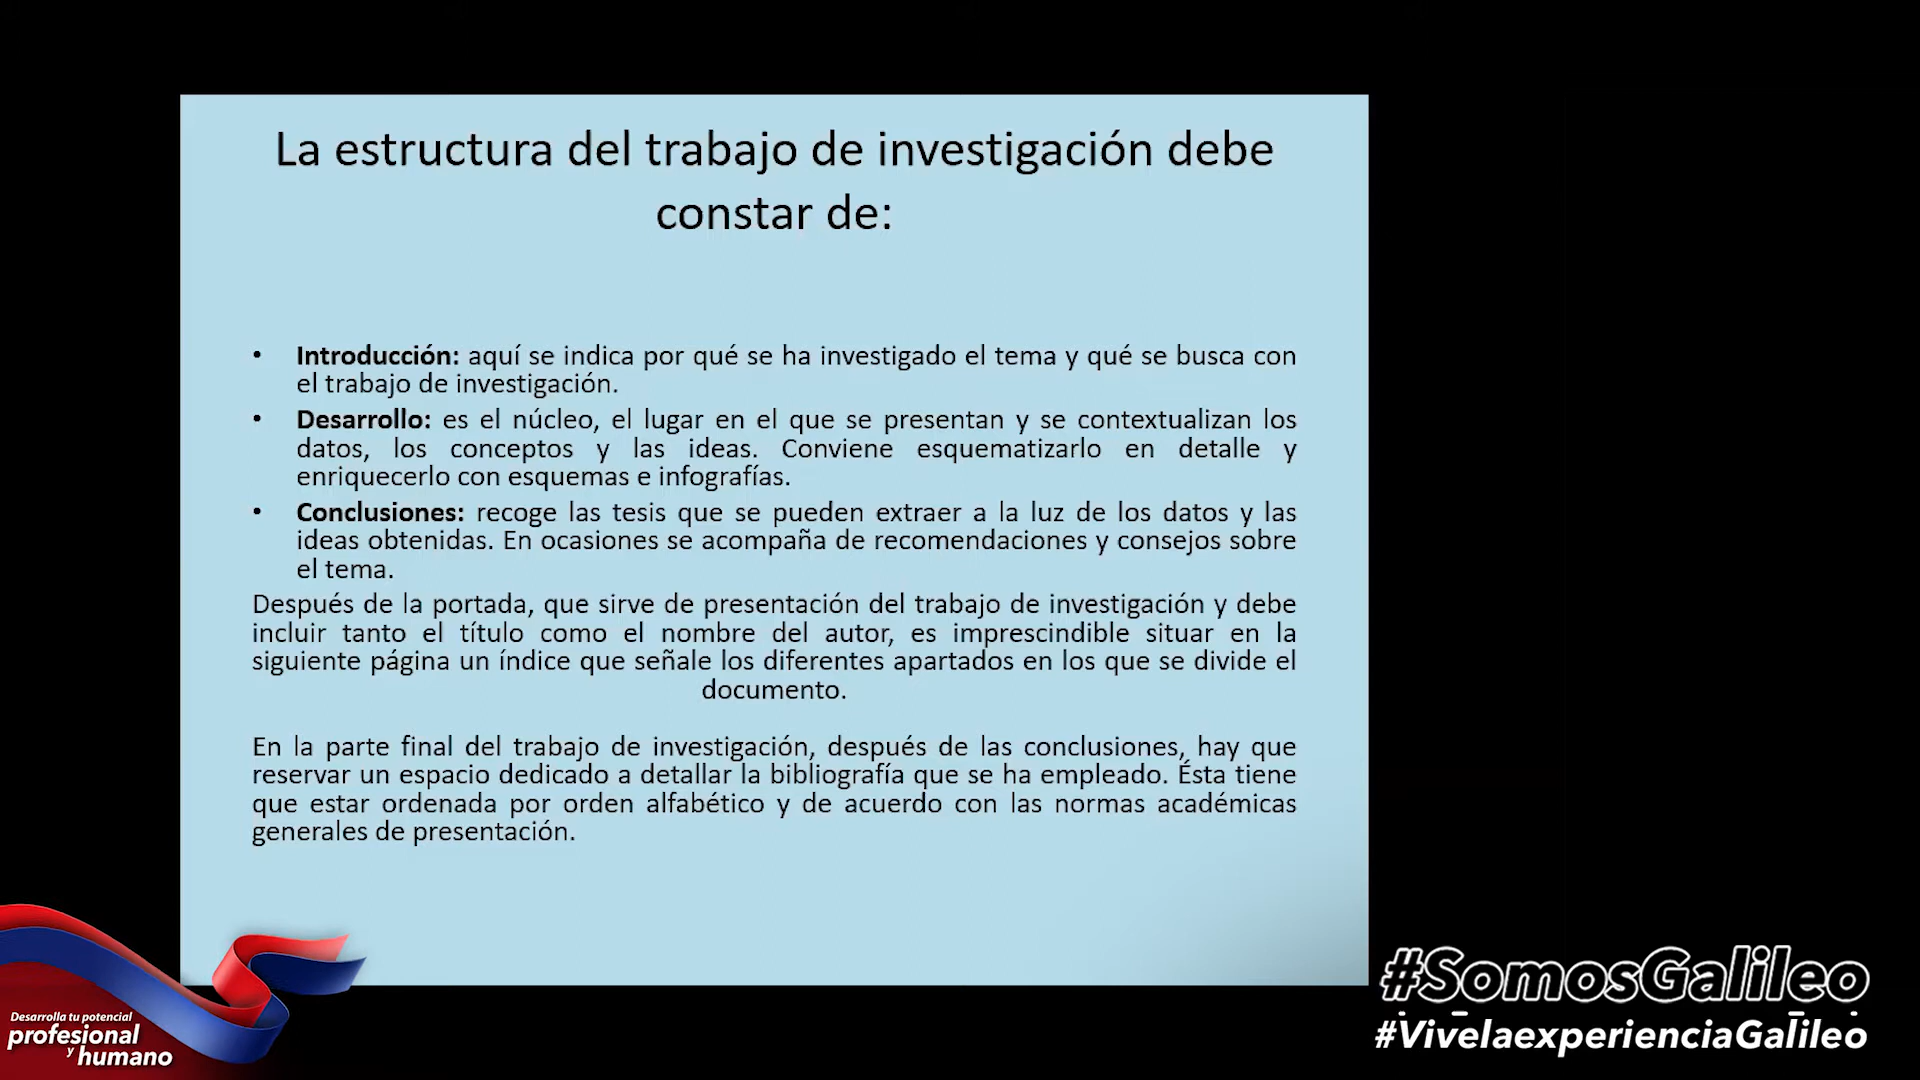 La estructura del trabajo de investigación debe
constar de:
• Introducción: aquí se indica por qué se ha investigado el tema y qué se busca con
el trabajo de investigación.
• Desarrollo: es el núcleo, el lugar en el que se presentan y se contextualizan los
datos, los conceptos y las ideas. Conviene esquematizarlo en detalle y
enriquecerlo con esquemas e infografías.
• Conclusiones: recoge las tesis que se pueden extraer a la luz de los datos y las
ideas obtenidas. En ocasiones se acompaña de recomendaciones y consejos sobre
el tema.
Después de la portada, que sirve de presentación del trabajo de investigación y debe
incluir tanto el título como el nombre del autor, es imprescindible situar en la
siguiente página un índice que señale los diferentes apartados en los que se divide el
documento.
En la parte final del trabajo de investigación, después de las conclusiones, hay que
reservar un espacio dedicado a detallar la bibliografía que se ha empleado. Ésta tiene
que estar ordenada por orden alfabético y de acuerdo con las normas académicas
generales de presentación.
Desarrolla tu potencial
profesional
y humano
#SomosGalileo
#VivelaexperienciaGalileo